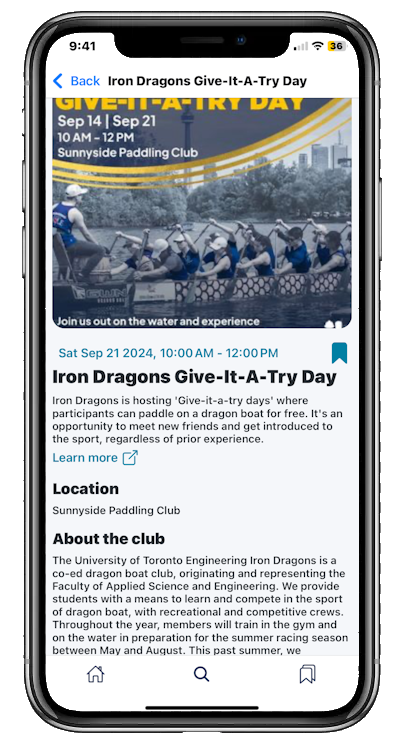 9:41
36
Back
Iron Dragons Give-It-A-Try Day
GIVE-IT-A-TRY DAY
Sep 14 | Sep 21
10 AM - 12 PM
Sunnyside Paddling Club
Join us out on the water and experience
Sat Sep 21 2024, 10:00 AM - 12:00 PM
Iron Dragons Give-It-A-Try Day
Iron Dragons is hosting 'Give-it-a-try days' where
participants can paddle on a dragon boat for free. It's an
opportunity to meet new friends and get introduced to
the sport, regardless of prior experience.
Learn more
Location
Sunnyside Paddling Club
About the club
The University of Toronto Engineering Iron Dragons is a
co-ed dragon boat club, originating and representing the
Faculty of Applied Science and Engineering. We provide
students with a means to learn and compete in the sport
of dragon boat, with recreational and competitive crews.
Throughout the year, members will train in the gym and
on the water in preparation for the summer racing season
between May and August. This past summer, we